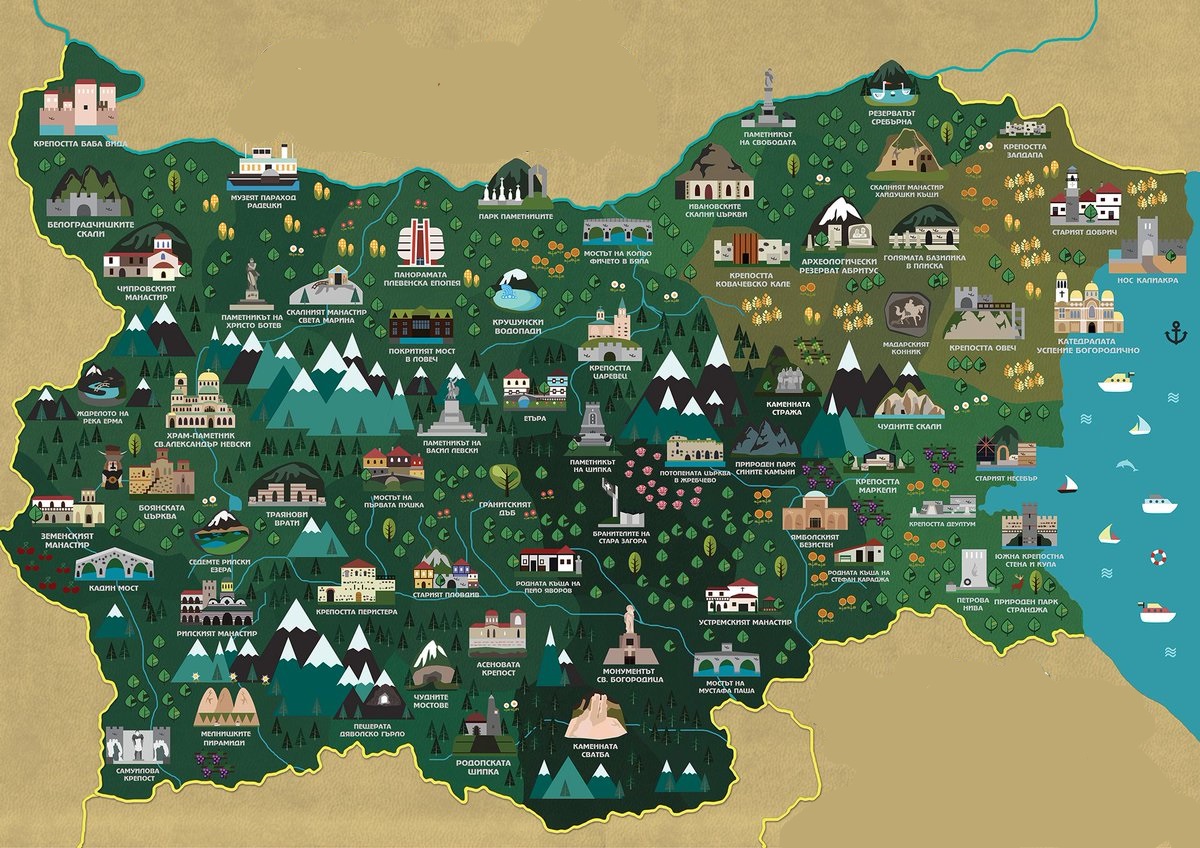 КРЕПОСТТА БАБА ВИДА
БЕЛОГРАДЧИШКИТЕ
СКАЛИ
ЧИПРОВСКИЯТ
МАНАСТИР
МУЗЕЯТ ПАРАХОД
РАДЕЦКИ
ПАМЕТНИКЪТ НА
ХРИСТО БОТЕВ
СКАЛНИЯТ МАНАСТИР
СВЕТА МАРИНА
ПАНОРАМАТА
ПЛЕВЕНСКА ЕПОПЕЯ
ПАРК ПАМЕТНИЦИТЕ
МОСТЪТ НА КОЛЬО
ФИЧЕТО В БЯЛА
ПОКРИТИЯТ МОСТ
В ЛОВЕЧ
КРУШУНСКИ
ВОДОПАДИ
КРЕПОСТТА
ЦАРЕВЕЦ
ПАМЕТНИКЪТ
НА СВОБОДАТА
РЕЗЕРВАТЪТ
СРЕБЪРНА
ИВАНОВСКИТЕ
СКАЛНИ ЦЪРКВИ
СКАЛНИЯТ МАНАСТИР
ХАЙДУШКИ КЪЩИ
КРЕПОСТТА
ЗАЛДАПА
СТАРИЯТ ДОБРИЧ
НОС КАЛИАКРА
КРЕПОСТТА
КОВАЧЕВСКО КАЛЕ
АРХЕОЛОГИЧЕСКИ
РЕЗЕРВАТ АБРИТУС
ГОЛЯМАТА БАЗИЛИКА
В ПЛИСКА
МАДАРСКИЯТ
КОННИК
КРЕПОСТТА ОВЕЧ
КАТЕДРАЛАТА
УСПЕНИЕ БОГОРОДИЧНО
ЖДРЕЛОТО НА
РЕКА ЕРМА
ХРАМ-ПАМЕТНИК
СВ.АЛЕКСАНДЪР НЕВСКИ
ПАМЕТНИКЪТ НА
ВАСИЛ ЛЕВСКИ
ЕТЪРА
ПАМЕТНИКЪТ
НА ШИПКА
КАМЕННАТА
СТРАЖА
ЧУДНИТЕ СКАЛИ
ПОТОПЕНАТА ЦЪРКВА
В ЖРЕБЧЕВО
ПРИРОДЕН ПАРК
СИНИТЕ КАМЪНИ
КРЕПОСТТА
МАРКЕЛИ
СТАРИЯТ НЕСЕБЪР
ЗЕМЕНСКИЯТ
МАНАСТИР
БОЯНСКАТА
ЦЪРКВА
ТРАЯНОВИ
ВРАТИ
МОСТЪТ НА
ПЪРВАТА ПУШКА
ГРАНИТСКИЯТ
ДЪБ
БРАНИТЕЛИТЕ НА
СТАРА ЗАГОРА
ЯМБОЛСКИЯТ
БЕЗИСТЕН
КРЕПОСТТА ДЕУЛТУМ
ЮЖНА КРЕПОСТНА
СТЕНА И КУЛА
КАДИН МОСТ
СЕДЕМТЕ РИЛСКИ
ЕЗЕРА
РИЛСКИЯТ МАНАСТИР
КРЕПОСТТА ПЕРИСТЕРА
СТАРИЯТ ПЛОВДИВ
РОДНАТА КЪЩА НА
ПЕЙО ЯВОРОВ
УСТРЕМСКИЯТ МАНАСТИР
РОДНАТА КЪЩА НА
СТЕФАН КАРАДЖА
ПЕТРОВА
НИВА
ПРИРОДЕН ПАРК
СТРАНДЖА
АСЕНОВАТА
КРЕПОСТ
МОНУМЕНТЪТ
СВ. БОГОРОДИЦА
МОСТЪТ НА
МУСТАФА ПАША
МЕЛНИШКИТЕ
ПИРАМИДИ
ПЕЩЕРАТА
ДЯВОЛСКО ГЪРЛО
ЧУДНИТЕ
МОСТОВЕ
САМУИЛОВА
КРЕПОСТ
РОДОПСКАТА
ШИПКА
КАМЕННАТА
СВАТБА